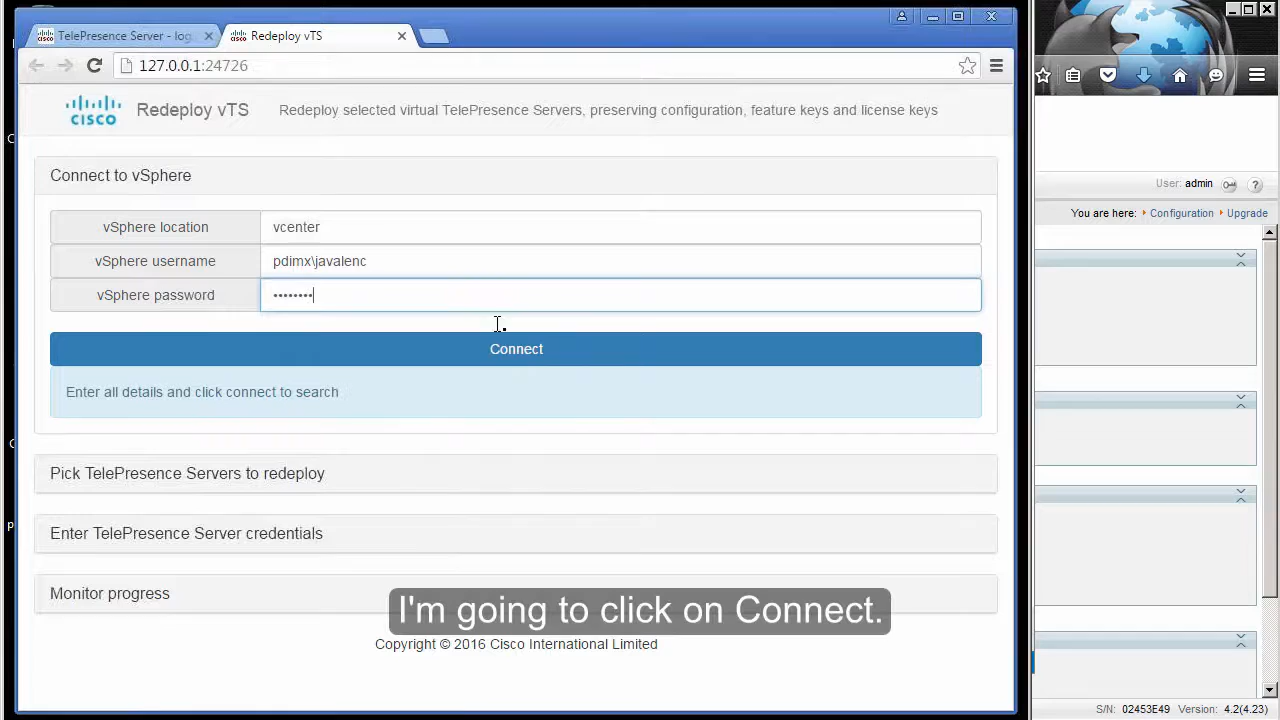 TelePresence Server - log
Redeploy vTS
127.0.0.1:24726
CISCO
Redeploy vTS
Redeploy selected virtual TelePresence Servers, preserving configuration, feature keys and license keys
Connect to vSphere
vSphere location
vcenter
vSphere username
pdimx\javalenc
vSphere password
••••••••
Connect
Enter all details and click connect to search
Pick TelePresence Servers to redeploy
Enter TelePresence Server credentials
Monitor progress
I'm going to click on Connect.
Copyright © 2016 Cisco International Limited
User: admin
You are here: Configuration Upgrade
S/N: 02453E49 Version: 4.2(4.23)